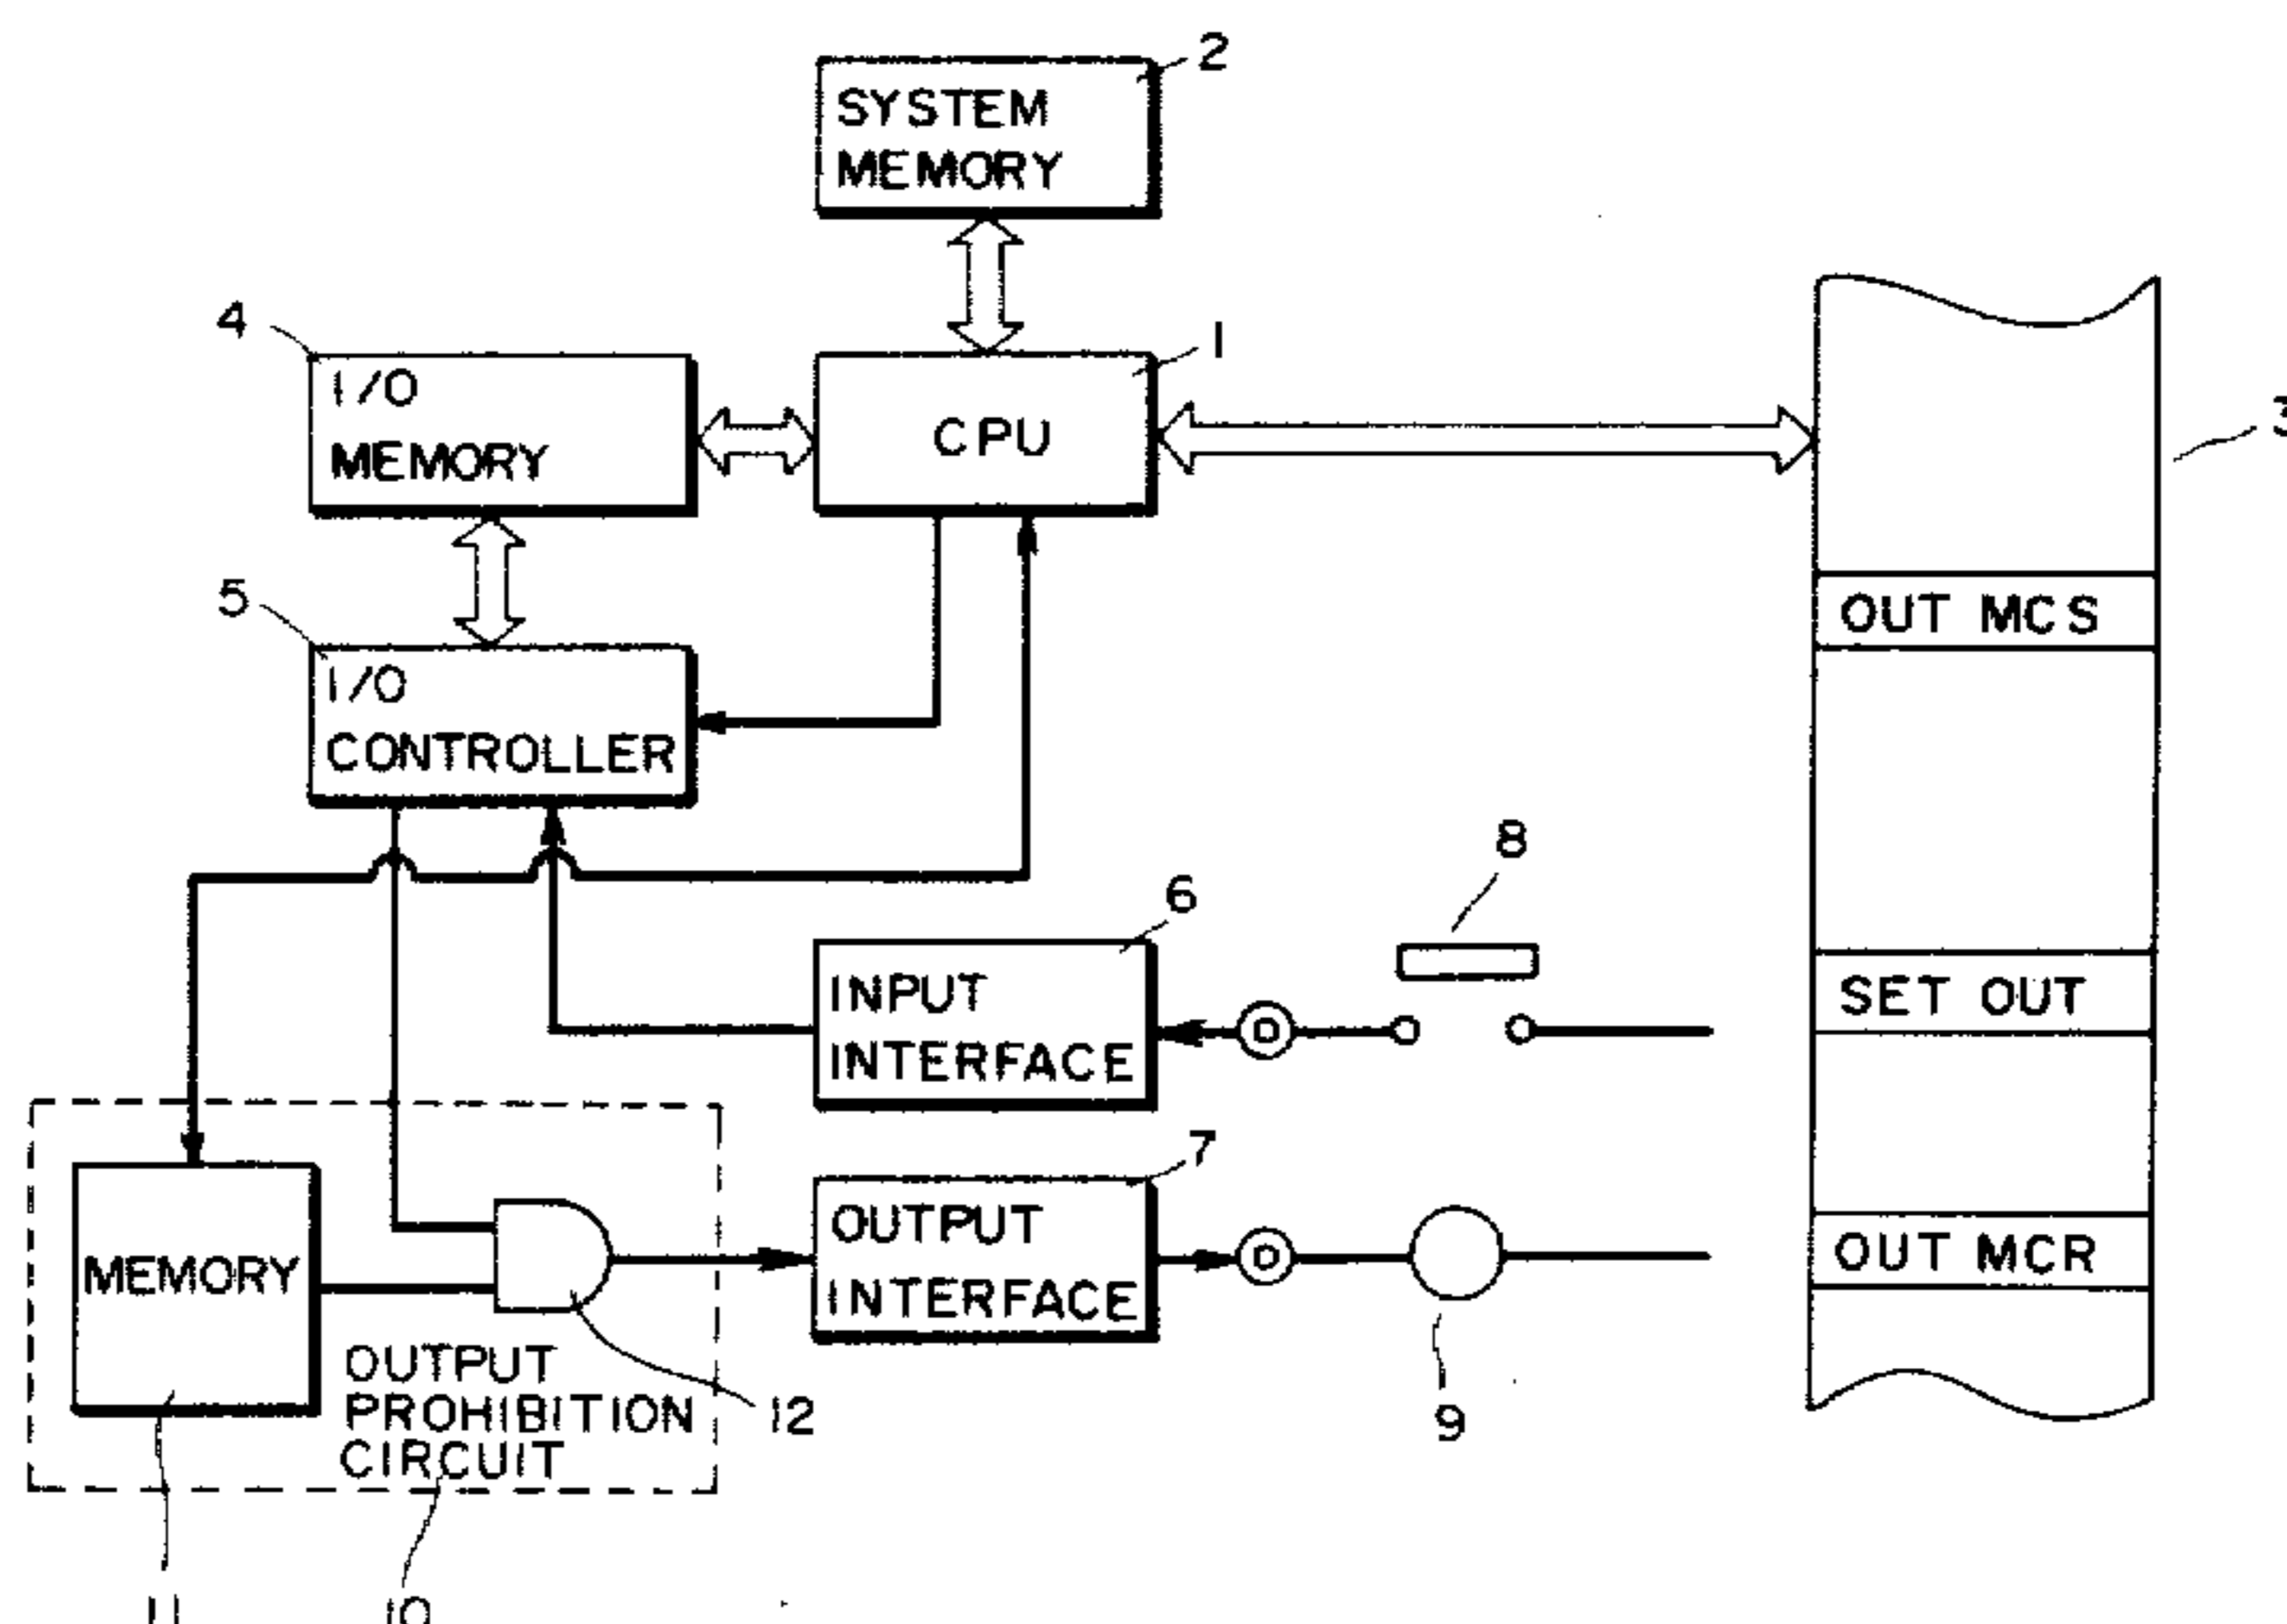 2
SYSTEM
MEMORY
4
I/O
MEMORY
1
CPU
3
5
I/O
CONTROLLER
OUT MCS
8
6
INPUT
INTERFACE
SET OUT
7
OUTPUT
INTERFACE
OUT MCR
MEMORY
OUTPUT
PROHIBITION
CIRCUIT
12
9
11
10